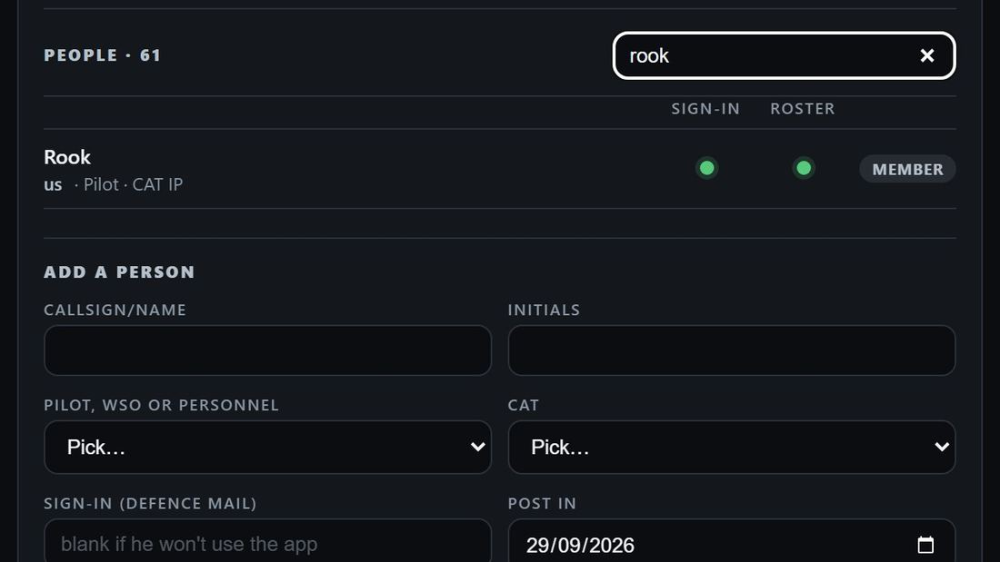 PEOPLE · 61
rook
SIGN-IN ROSTER
Rook
us · Pilot · CAT IP
MEMBER
ADD A PERSON
CALLSIGN/NAME
INITIALS
PILOT, WSO OR PERSONNEL
CAT
Pick...
Pick...
SIGN-IN (DEFENCE MAIL)
POST IN
blank if he won't use the app
29/09/2026